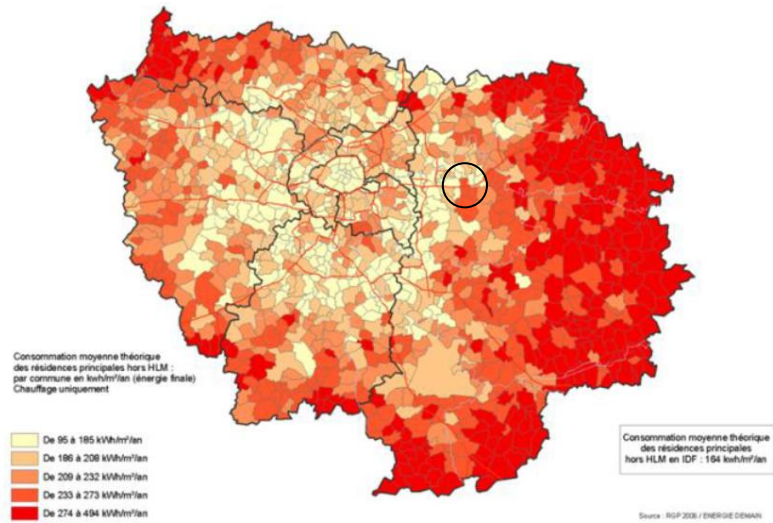 Consommation moyenne théorique
des résidences principales hors HLM :
par commune en kwh/m²/an (énergie finale)
Chauffage uniquement
De 95 à 185 kWh/m²/an
De 186 à 208 kWh/m²/an
De 209 à 232 kWh/m²/an
De 233 à 273 kWh/m²/an
De 274 à 494 kWh/m²/an
Consommation moyenne théorique
des résidences principales
hors HLM en IDF : 164 kwh/m²/an
Source : RGP 2006 / ENERGIE DEMAIN